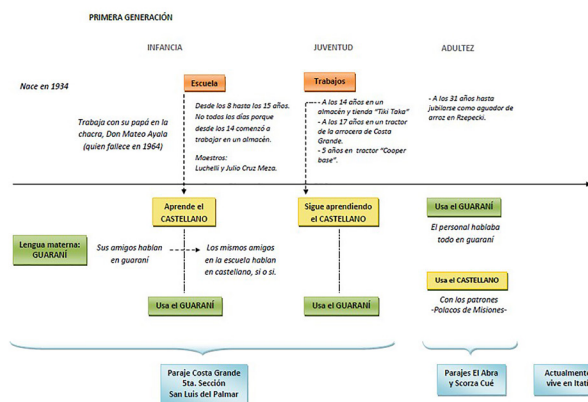 PRIMERA GENERACIÓN
INFANCIA
JUVENTUD
ADULTEZ
Nace en 1934
Escuela
Trabajos
Trabaja con su papá en la
chacra, Don Mateo Ayala
(quien fallece en 1964)
Desde los 8 hasta los 15 años.
No todos los días porque
desde los 14 comenzó a
trabajar en un almacén.
Maestros:
Luchelli y Julio Cruz Meza.
- A los 14 años en un
almacén y tienda "Tiki Taka"
- A los 17 años en un tractor
de la arrocera de Costa
Grande.
- 5 años en tractor "Cooper
base".
- A los 31 años hasta
jubilarse como aguador de
arroz en Rzepecki.
Aprende el
CASTELLANO
Sigue aprendiendo
el CASTELLANO
Usa el GUARANÍ
El personal hablaba
todo en guaraní
Lengua materna:
GUARANÍ
Sus amigos hablan
en guaraní
Los mismos amigos
en la escuela hablan
en castellano, sí o sí.
Usa el CASTELLANO
Con los patrones
-Polacos de Misiones-
Usa el GUARANÍ
Usa el GUARANÍ
Paraje Costa Grande
5ta. Sección
San Luis del Palmar
Parajes El Abra
y Scorza Cué
Actualmente
vive en Itatí